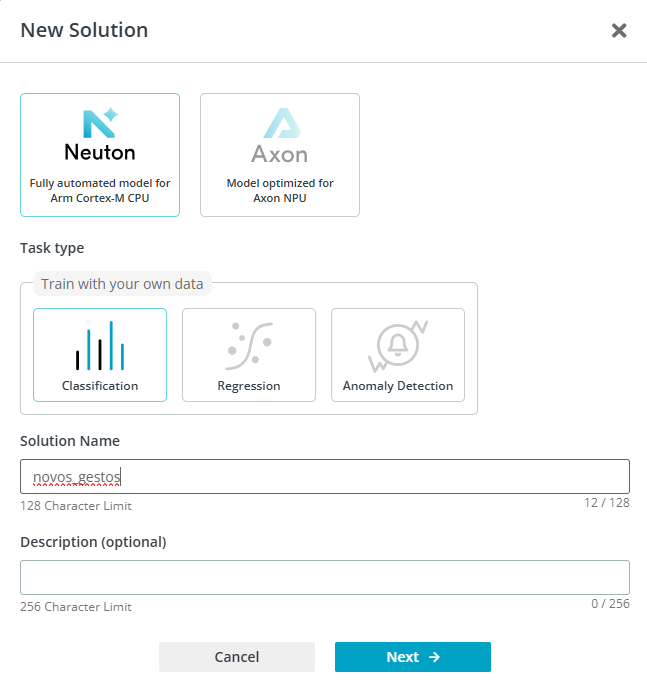 New Solution
Neuton
Fully automated model for
Arm Cortex-M CPU
Axon
Model optimized for
Axon NPU
Task type
Train with your own data
Classification
Regression
Anomaly Detection
Solution Name
novos_gestos
128 Character Limit
12 / 128
Description (optional)
256 Character Limit
0 / 256
Cancel
Next →